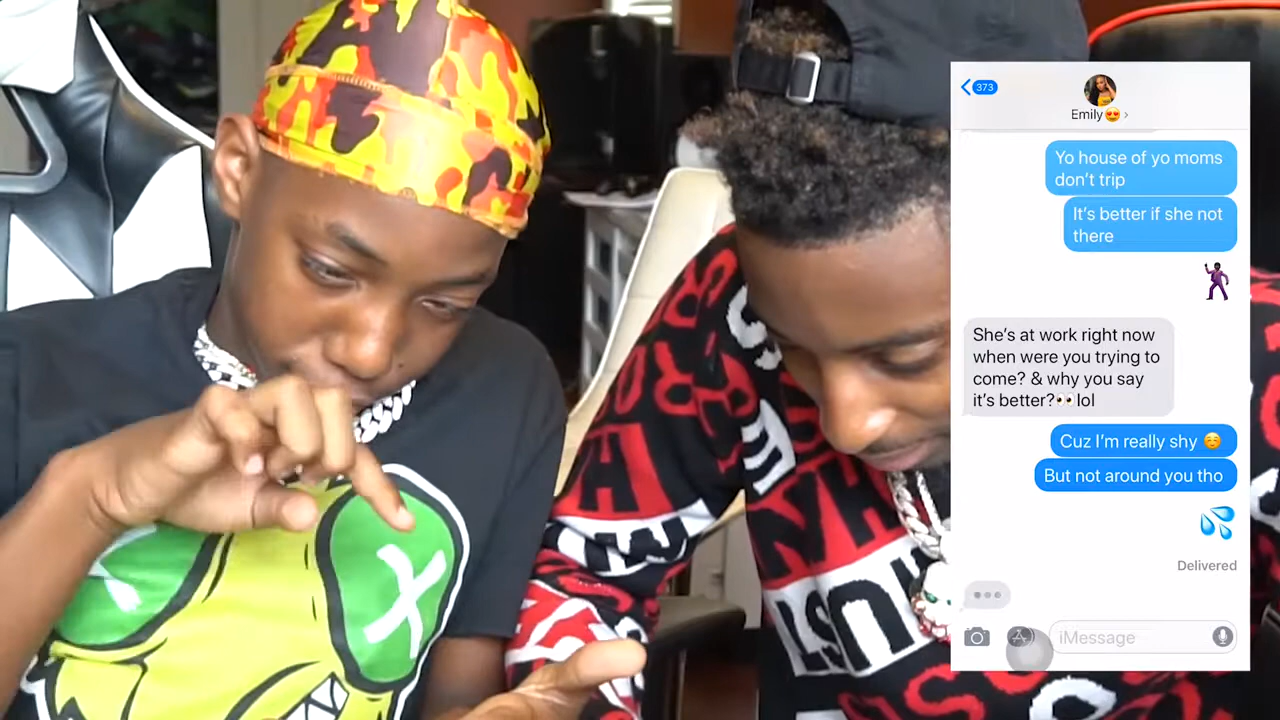 373
Emily😍 ›
Yo house of yo moms
don't trip
It's better if she not
there
She's at work right now
when were you trying to
come? & why you say
it's better?👀lol
Cuz I'm really shy ☺️
But not around you tho
Delivered
iMessage